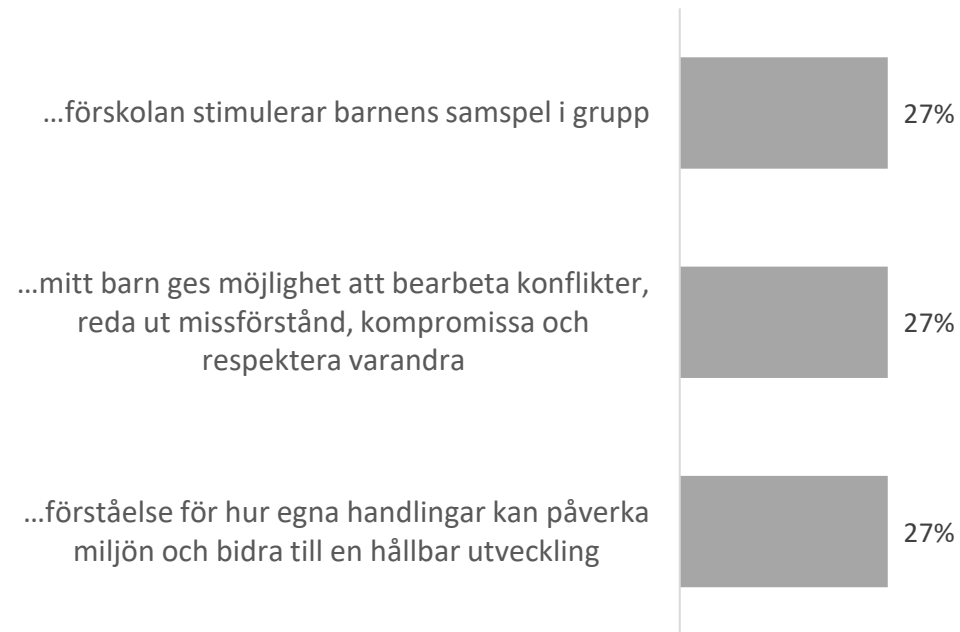 ...förskolan stimulerar barnens samspel i grupp
27%
...mitt barn ges möjlighet att bearbeta konflikter,
reda ut missförstånd, kompromissa och
respektera varandra
27%
...förståelse för hur egna handlingar kan påverka
miljön och bidra till en hållbar utveckling
27%